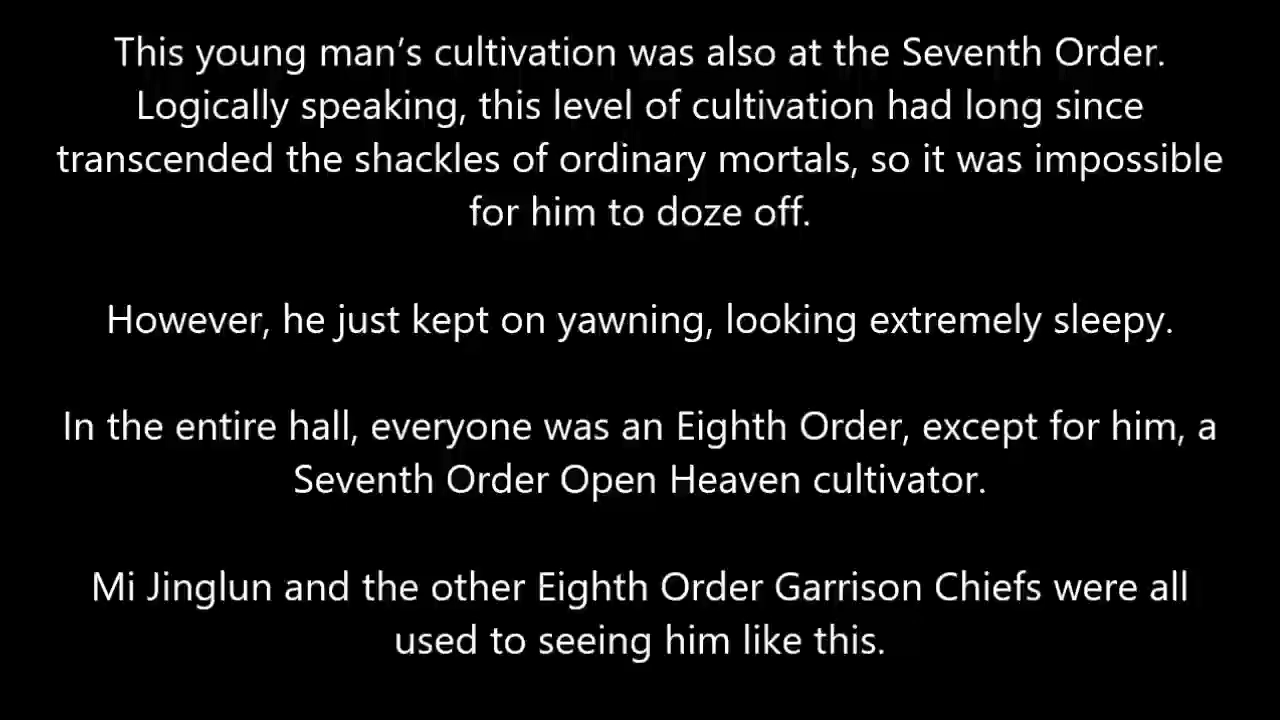 This young man’s cultivation was also at the Seventh Order.
Logically speaking, this level of cultivation had long since
transcended the shackles of ordinary mortals, so it was impossible
for him to doze off.
However, he just kept on yawning, looking extremely sleepy.
In the entire hall, everyone was an Eighth Order, except for him, a
Seventh Order Open Heaven cultivator.
Mi Jinglun and the other Eighth Order Garrison Chiefs were all
used to seeing him like this.